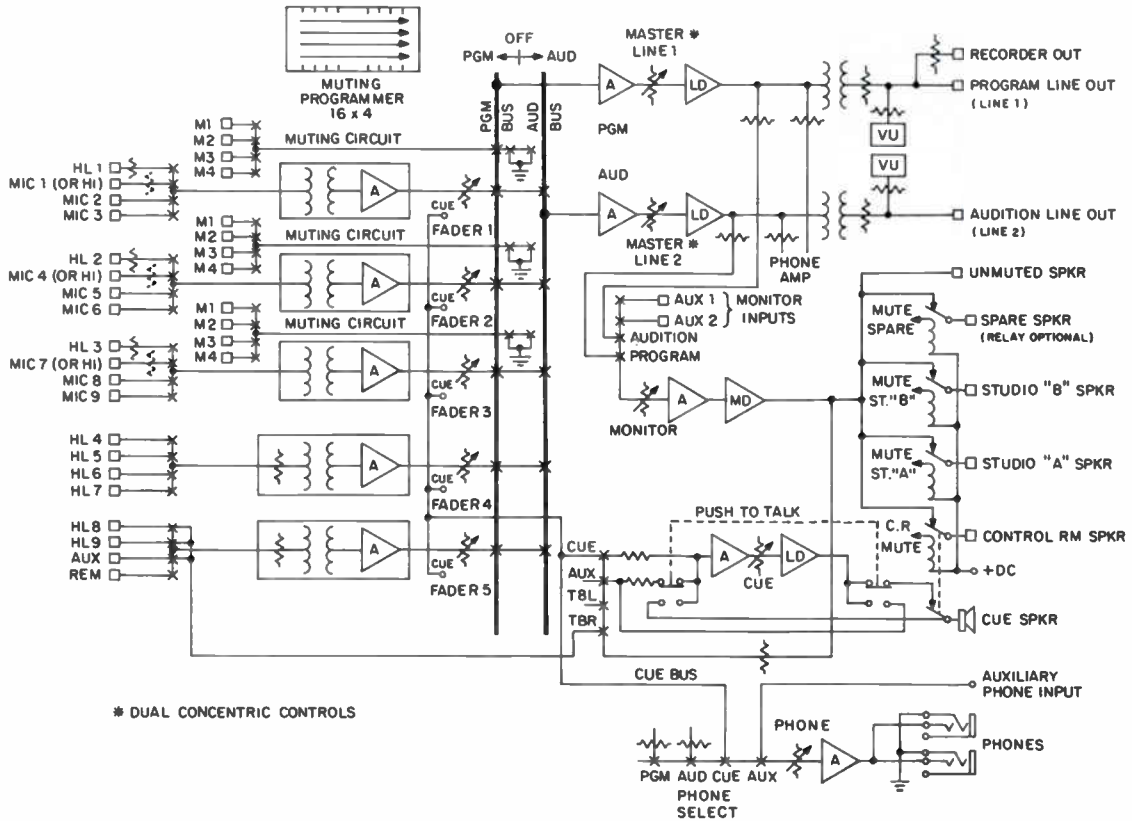 MUTING
PROGRAMMER
16 x 4
OFF
PGM AUD
PGM BUS
AUD BUS
MASTER *
LINE 1
A
LD
PGM
RECORDER OUT
PROGRAM LINE OUT
(LINE 1)
VU
VU
AUD
A
LD
MASTER *
LINE 2
PHONE
AMP
AUDITION LINE OUT
(LINE 2)
M1
M2
M3
M4
MUTING CIRCUIT
HL 1
MIC 1 (OR HI)
MIC 2
MIC 3
A
CUE
FADER 1
M1
M2
M3
M4
MUTING CIRCUIT
HL 2
MIC 4 (OR HI)
MIC 5
MIC 6
A
CUE
FADER 2
M1
M2
M3
M4
MUTING CIRCUIT
HL 3
MIC 7 (OR HI)
MIC 8
MIC 9
A
CUE
FADER 3
HL 4
HL 5
HL 6
HL 7
A
CUE
FADER 4
HL 8
HL 9
AUX
REM
A
CUE
FADER 5
AUX 1
AUX 2
MONITOR
INPUTS
AUDITION
PROGRAM
MONITOR
A
MD
UNMUTED SPKR
MUTE
SPARE
SPARE SPKR
(RELAY OPTIONAL)
MUTE
ST. "B"
STUDIO "B" SPKR
MUTE
ST. "A"
STUDIO "A" SPKR
C.R
MUTE
CONTROL RM SPKR
+DC
PUSH TO TALK
CUE
AUX
TBL
TBR
A
CUE
LD
CUE SPKR
CUE BUS
AUXILIARY
PHONE INPUT
* DUAL CONCENTRIC CONTROLS
PHONE
A
PHONES
PGM AUD CUE AUX
PHONE
SELECT